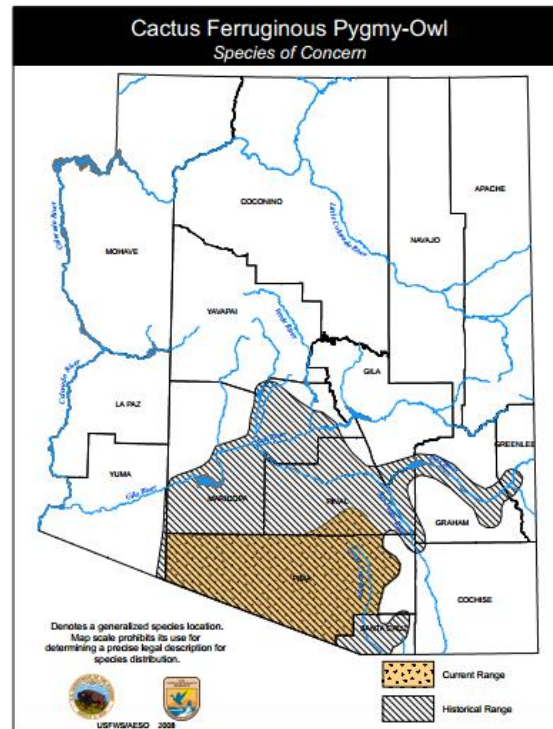 Cactus Ferruginous Pygmy-Owl
Species of Concern
APACHE
COCONINO
NAVAJO
Little Colorado River
Colorado River
MOHAVE
YAVAPAI
Verde River
GILA
Colorado River
LA PAZ
GREENLEE
YUMA
Gila River
MARICOPA
PINAL
GRAHAM
PIMA
COCHISE
SANTA CRUZ
Denotes a generalized species location.
Map scale prohibits its use for
determining a precise legal description for
species distribution.
Current Range
Historical Range
USFWS/AESO 2008